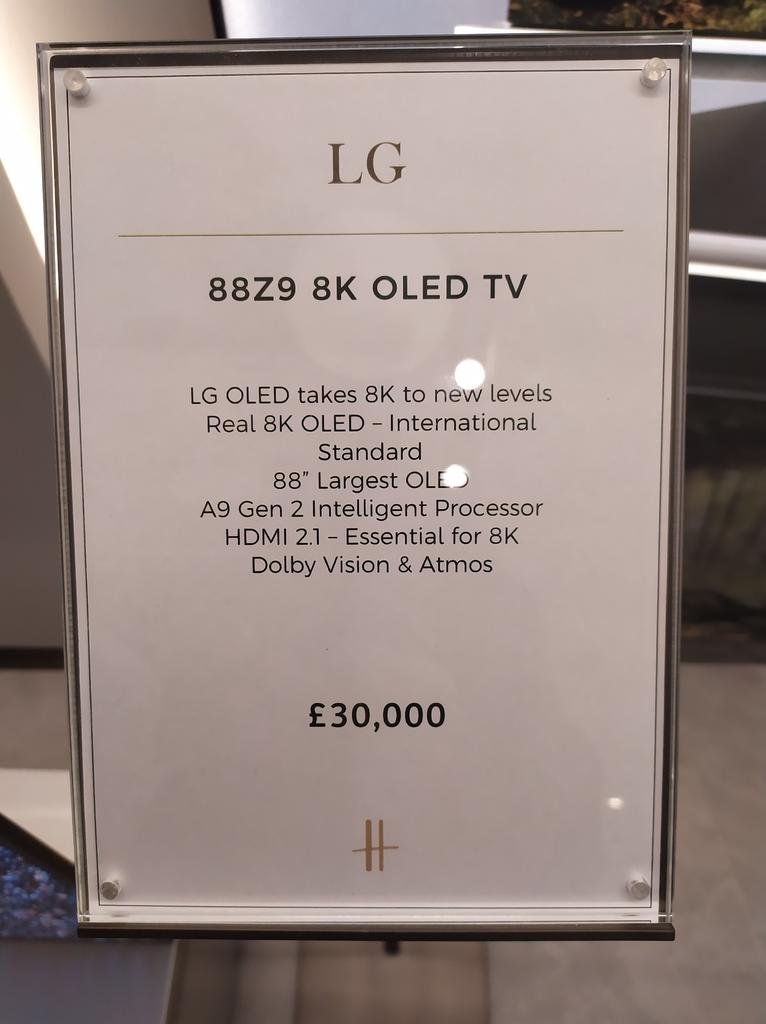 LG
88Z9 8K OLED TV
LG OLED takes 8K to new levels
Real 8K OLED – International
Standard
88” Largest OLED
A9 Gen 2 Intelligent Processor
HDMI 2.1 – Essential for 8K
Dolby Vision & Atmos
£30,000
H